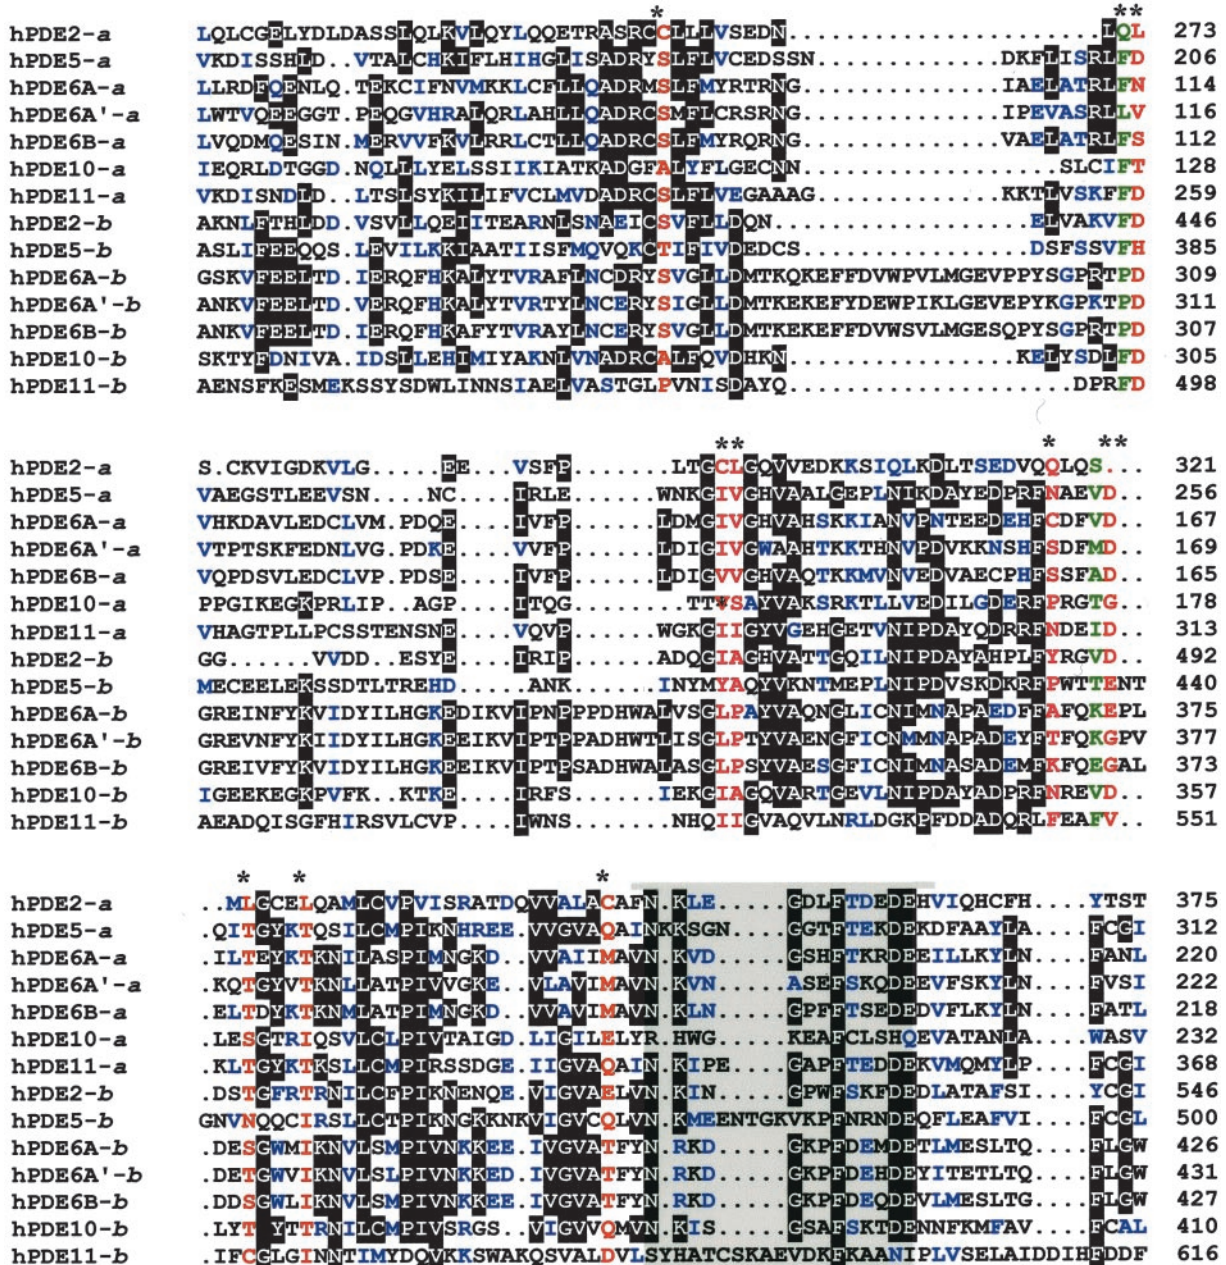 * **
hPDE2-a LQLCGELYDLDASSLQLKVLQYLQQETRASRCCLLLVSEDN..................LQL 273
hPDE5-a VKDISSHLD..VTALCHKIFLHIHGLISADRYSLFLVCEDSSN............DKFLISRLFD 206
hPDE6A-a LLRDFQENLQ.TEKCIFNVMKKLCFLLQADRMSLFMYRTRNG.............IAELATRLFN 114
hPDE6A'-a LWTVQEEGGT.PEQGVHRALQRLAHLLQADRCSMFLCRSRNG.............IPEVASRLLV 116
hPDE6B-a LVQDMQESIN.MERVVFKVLRRLCTLLQADRCSLFMYRQRNG.............VAELATRLFS 112
hPDE10-a IEQRLDTGGD.NQLLLYELSSIIKIATKADGFALYFLGECNN................SLCIFT 128
hPDE11-a VKDISNDLD..LTSLSYKILIFVCLMVDADRCSLFLVEGAAAG............KKTLVSKFFD 259
hPDE2-b AKNLFTHLDD.VSVLLQEIITEARNLSNAEICSVFLLDQN..............ELVAKVFD 446
hPDE5-b ASLIFEEQQS.LEVILKKIAATIISFMQVQKCTIFIVDEDCS..............DSFSSVFH 385
hPDE6A-b GSKVFEELTD.IERQFHKALYTVRAFLNCDRYSVGLLDMTKQKEFFDVWPVLMGEVPPYSGPRTPD 309
hPDE6A'-b ANKVFEELTD.VERQFHKALYTVRTYLNCERYSIGLLDMTKEKEFYDEWPIKLGEVEPYKGPKTPD 311
hPDE6B-b ANKVFEELTD.IERQFHKAFYTVRAYLNCERYSVGLLDMTKEKEFFDVWSVLMGESQPYSGPRTPD 307
hPDE10-b SKTYFDNIVA.IDSLLEHIMIYAKNLVNADRCALFQVDHKN.............KELYSDLFD 305
hPDE11-b AENSFKESMEKSSYSDWLINNSIAELVASTGLPVNISDAYQ................DPRFD 498
** * **
hPDE2-a S.CKVIGDKVLG....EE...VSFP......LTGCLGQVVEDKKSIQLKDLTSEDVQQLQS.. 321
hPDE5-a VAEGSTLEEVSN...NC....IRLE.....WNKGIVGHVAALGEPLNIKDAYEDPRFNAEVD. 256
hPDE6A-a VHKDAVLEDCLVM.PDQE...IVFP.....LDMGIVGHVAHSKKIANVPNTEEDEHFCDFVD. 167
hPDE6A'-a VTPTSKFEDNLVG.PDKE...VVFP.....LDIGIVGWAAHTKKTHNVPDVKKNSHFSDFMD. 169
hPDE6B-a VQPDSVLEDCLVP.PDSE...IVFP.....LDIGVVGHVAQTKKMVNVEDVAECPHFSSFAD. 165
hPDE10-a PPGIKEGKPRLIP..AGP...ITQG......TT*SAYVAKSRKTLLVEDILGDERFPRGTG. 178
hPDE11-a VHAGTPLLPCSSTENSNE...VQVP.....WGKGIIGYVGEHGETVNIPDAYQDRRFNDEID. 313
hPDE2-b GG......VVDD..ESYE...IRIP.....ADQGIAGHVATTGQILNIPDAYAHPLFYRGVD. 492
hPDE5-b MECEELEKSSDTLTREHD....ANK.....INYMYAQYVKNTMEPLNIPDVSKDKRFPWTTENT 440
hPDE6A-b GREINFYKVIDYILHGKEDIKVIPNPPPDHWALVSGLPAYVAQNGLICNIMNAPAEDFFAFQKEPL 375
hPDE6A'-b GREVNFYKIIDYILHGKEEIKVIPTPPADHWTLISGLPTYVAENGFICNMMNAPADEYFTFQKGPV 377
hPDE6B-b GREIVFYKVIDYILHGKEEIKVIPTPSADHWALASGLPSYVAESGFICNIMNASADEMFKFQEGAL 373
hPDE10-b IGEEKEGKPVFK..KTKE...IRFS.....IEKGIAGQVARTGEVLNIPDAYADPRFNREVD. 357
hPDE11-b AEADQISGFHIRSVLCVP...IWNS......NHQIIGVAQVLNRLDGKPFDDADQRLFEAFV. 551
* * *
hPDE2-a ..MLGCELQAMLCVPVISRATDQVVALACAFN.KLE....GDLFTDEDEHVIQHCFH...YTST 375
hPDE5-a .QITGYKTQSILCMPIKNHREE.VVGVAQAINKKSGN...GGTFTEKDEKDFAAYLA...FCGI 312
hPDE6A-a .ILTEYKTKNILASPIMNGKD..VVAIIMAVN.KVD....GSHFTKRDEEILLKYLN...FANL 220
hPDE6A'-a .KQTGYVTKNLLATPIVVGKE..VLAVIMAVN.KVN....ASEFSKQDEEVFSKYLN...FVSI 222
hPDE6B-a .ELTDYKTKNMLATPIMNGKD..VVAVIMAVN.KLN....GPFFTSEDEDVFLKYLN...FATL 218
hPDE10-a .LESGTRIQSVLCLPIVTAIGD.LIGILELYR.HWG....KEAFCLSHQEVATANLA...WASV 232
hPDE11-a .KLTGYKTKSLLCMPIRSSDGE.IIGVAQAIN.KIPE...GAPFTEDDEKVMQMYLP...FCGI 368
hPDE2-b .DSTGFRTRNILCFPIKNENQE.VIGVAELVN.KIN....GPWFSKFDEDLATAFSI...YCGI 546
hPDE5-b GNVNQQCIRSLLCTPIKNGKKNKVIGVCQLVN.KMEENTGKVKPFNRNDEQFLEAFVI...FCGL 500
hPDE6A-b .DESGWMIKNVLSMPIVNKKEE.IVGVATFYN.RKD....GKPFDEMDETLMESLTQ...FLGW 426
hPDE6A'-b .DETGWVIKNVLSLPIVNKKED.IVGVATFYN.RKD....GKPFDEHDEYITETLTQ...FLGW 431
hPDE6B-b .DDSGWLIKNVLSMPIVNKKEE.IVGVATFYN.RKD....GKPFDEQDEVLMESLTG...FLGW 427
hPDE10-b .LYTGYTTRNILCMPIVSRGS..VIGVVQMVN.KIS....GSAFSKTDENNFKMFAV...FCAL 410
hPDE11-b .IFCGLGINNTIMYDQVKKSWAKQSVALDVLSYHATCSKAEVDKFKAANIPLVSELAIDDIHFDDF 616